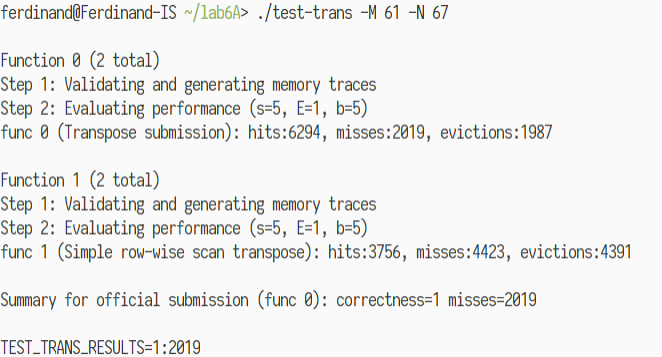 ferdinand@Ferdinand-IS ~/lab6A> ./test-trans -M 61 -N 67
Function 0 (2 total)
Step 1: Validating and generating memory traces
Step 2: Evaluating performance (s=5, E=1, b=5)
func 0 (Transpose submission): hits:6294, misses:2019, evictions:1987
Function 1 (2 total)
Step 1: Validating and generating memory traces
Step 2: Evaluating performance (s=5, E=1, b=5)
func 1 (Simple row-wise scan transpose): hits:3756, misses:4423, evictions:4391
Summary for official submission (func 0): correctness=1 misses=2019
TEST_TRANS_RESULTS=1:2019